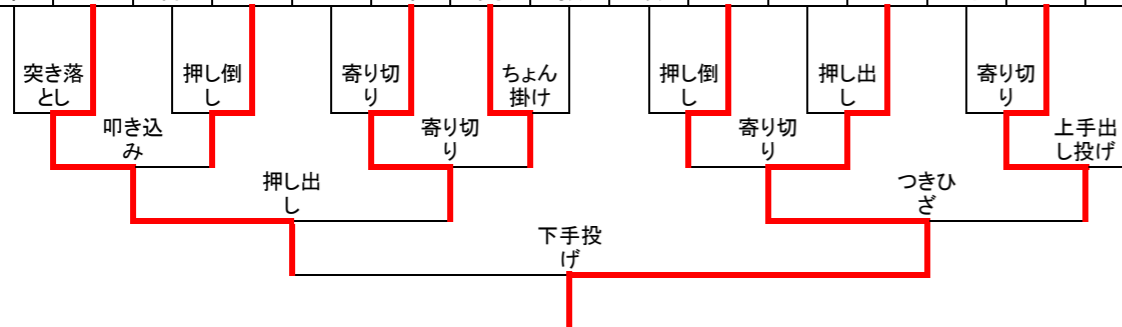 突き落
とし
押し倒
し
寄り切
り
ちょん
掛け
押し倒
し
押し出
し
寄り切
り
叩き込
み
寄り切
り
寄り切
り
上手出
し投げ
押し出
し
つきひ
ざ
下手投
げ